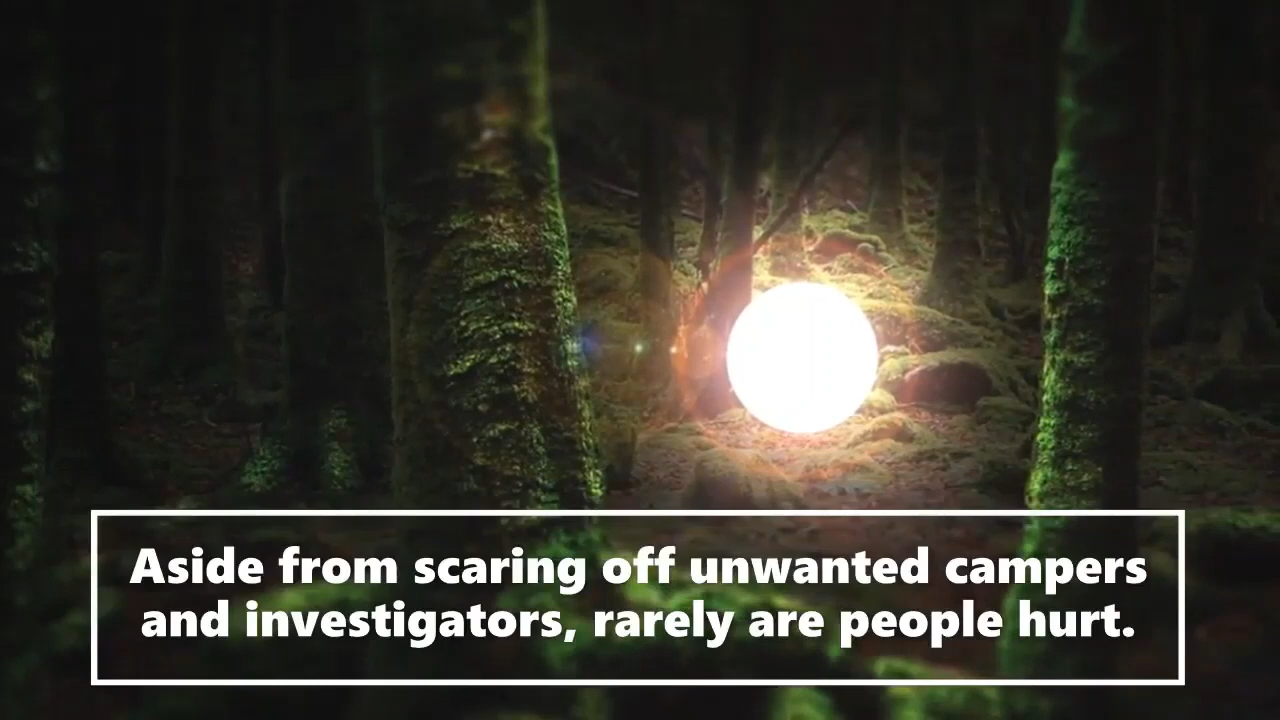 Aside from scaring off unwanted campers
and investigators, rarely are people hurt.